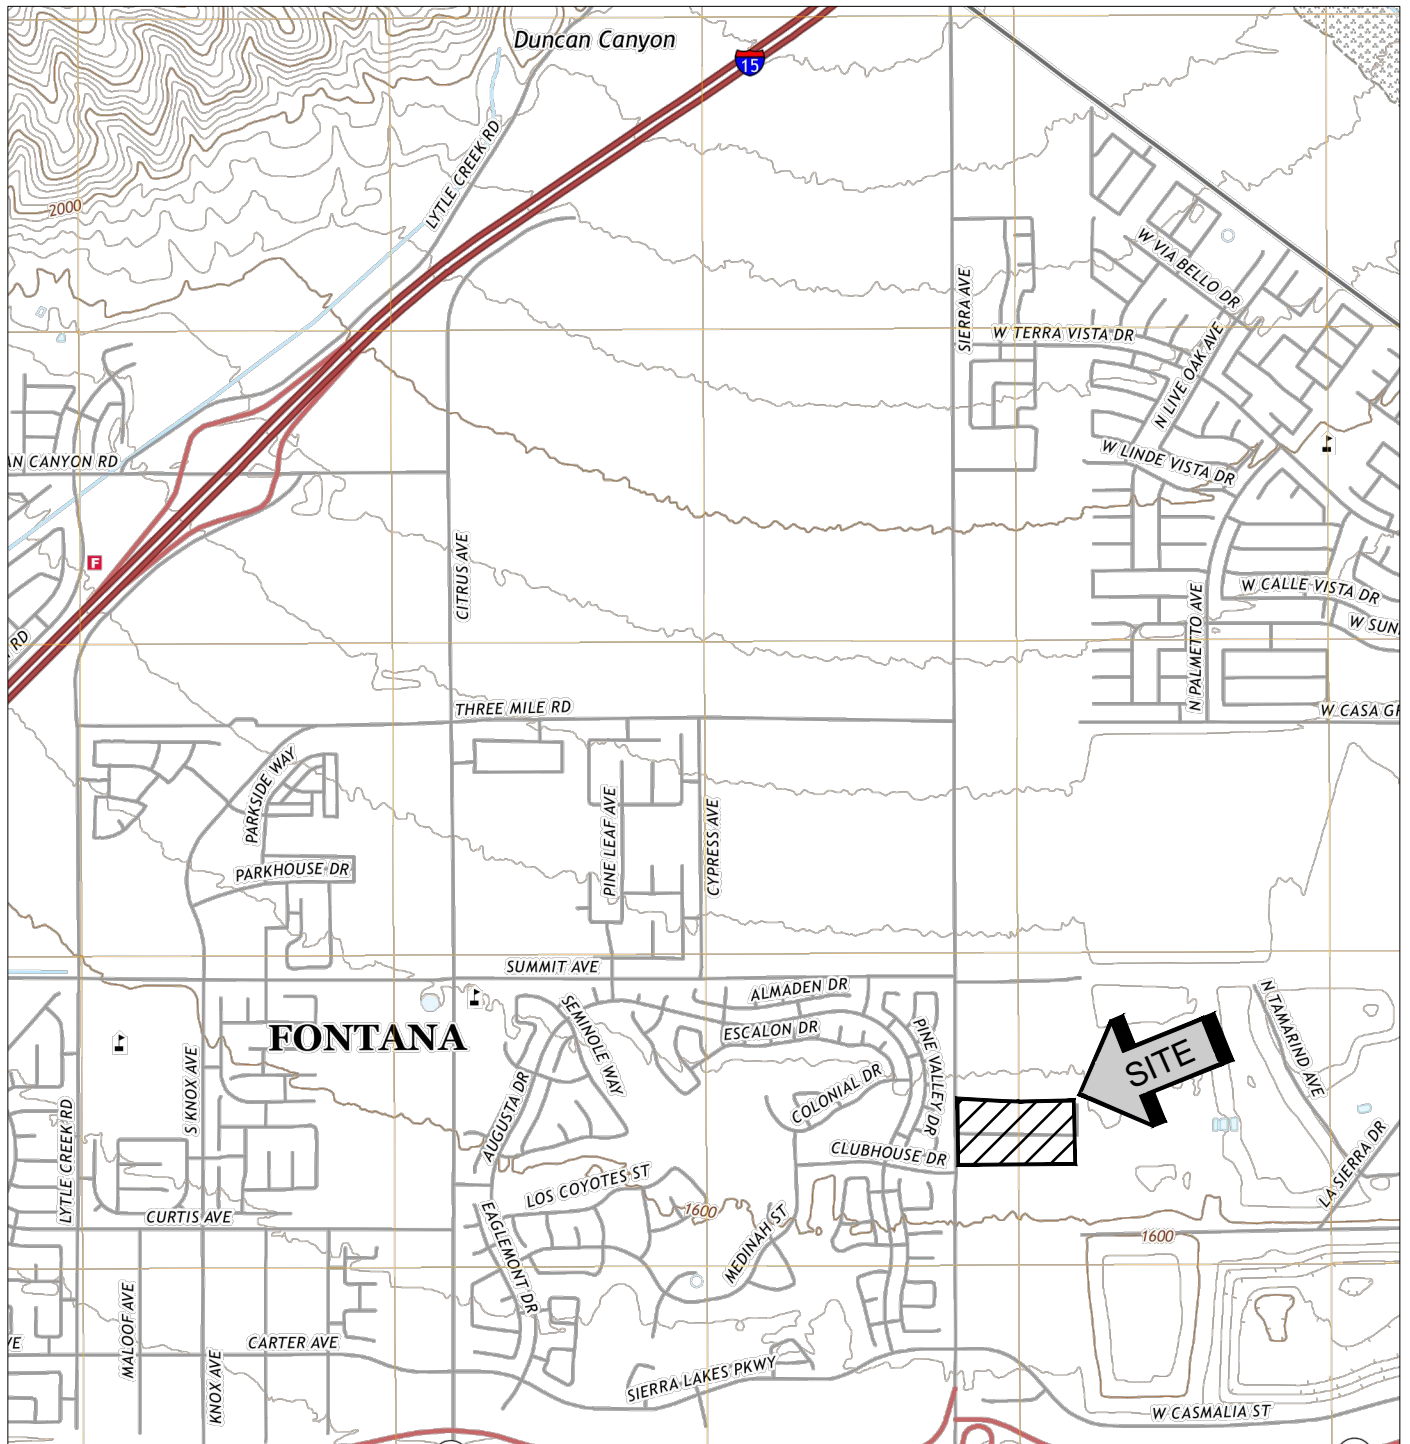 Duncan Canyon
15
LYTLE CREEK RD
2000
W VIA BELLO DR
SIERRA AVE
W TERRA VISTA DR
N LIVE OAK AVE
AN CANYON RD
W LINDE VISTA DR
F
CITRUS AVE
W CALLE VISTA DR
N PALMETTO AVE
W SUN
RD
THREE MILE RD
W CASA GR
PARKSIDE WAY
PINE LEAF AVE
CYPRESS AVE
PARKHOUSE DR
SUMMIT AVE
ALMADEN DR
SEMINOLE WAY
ESCALON DR
PINE VALLEY DR
N TAMARIND AVE
FONTANA
SITE
S KNOX AVE
COLONIAL DR
AUGUSTA DR
LYTLE CREEK RD
CLUBHOUSE DR
LA SIERRA DR
LOS COYOTES ST
1600
CURTIS AVE
EAGLEMONT DR
MEDINAH ST
1600
MALOOF AVE
VE
CARTER AVE
KNOX AVE
SIERRA LAKES PKWY
W CASMALIA ST